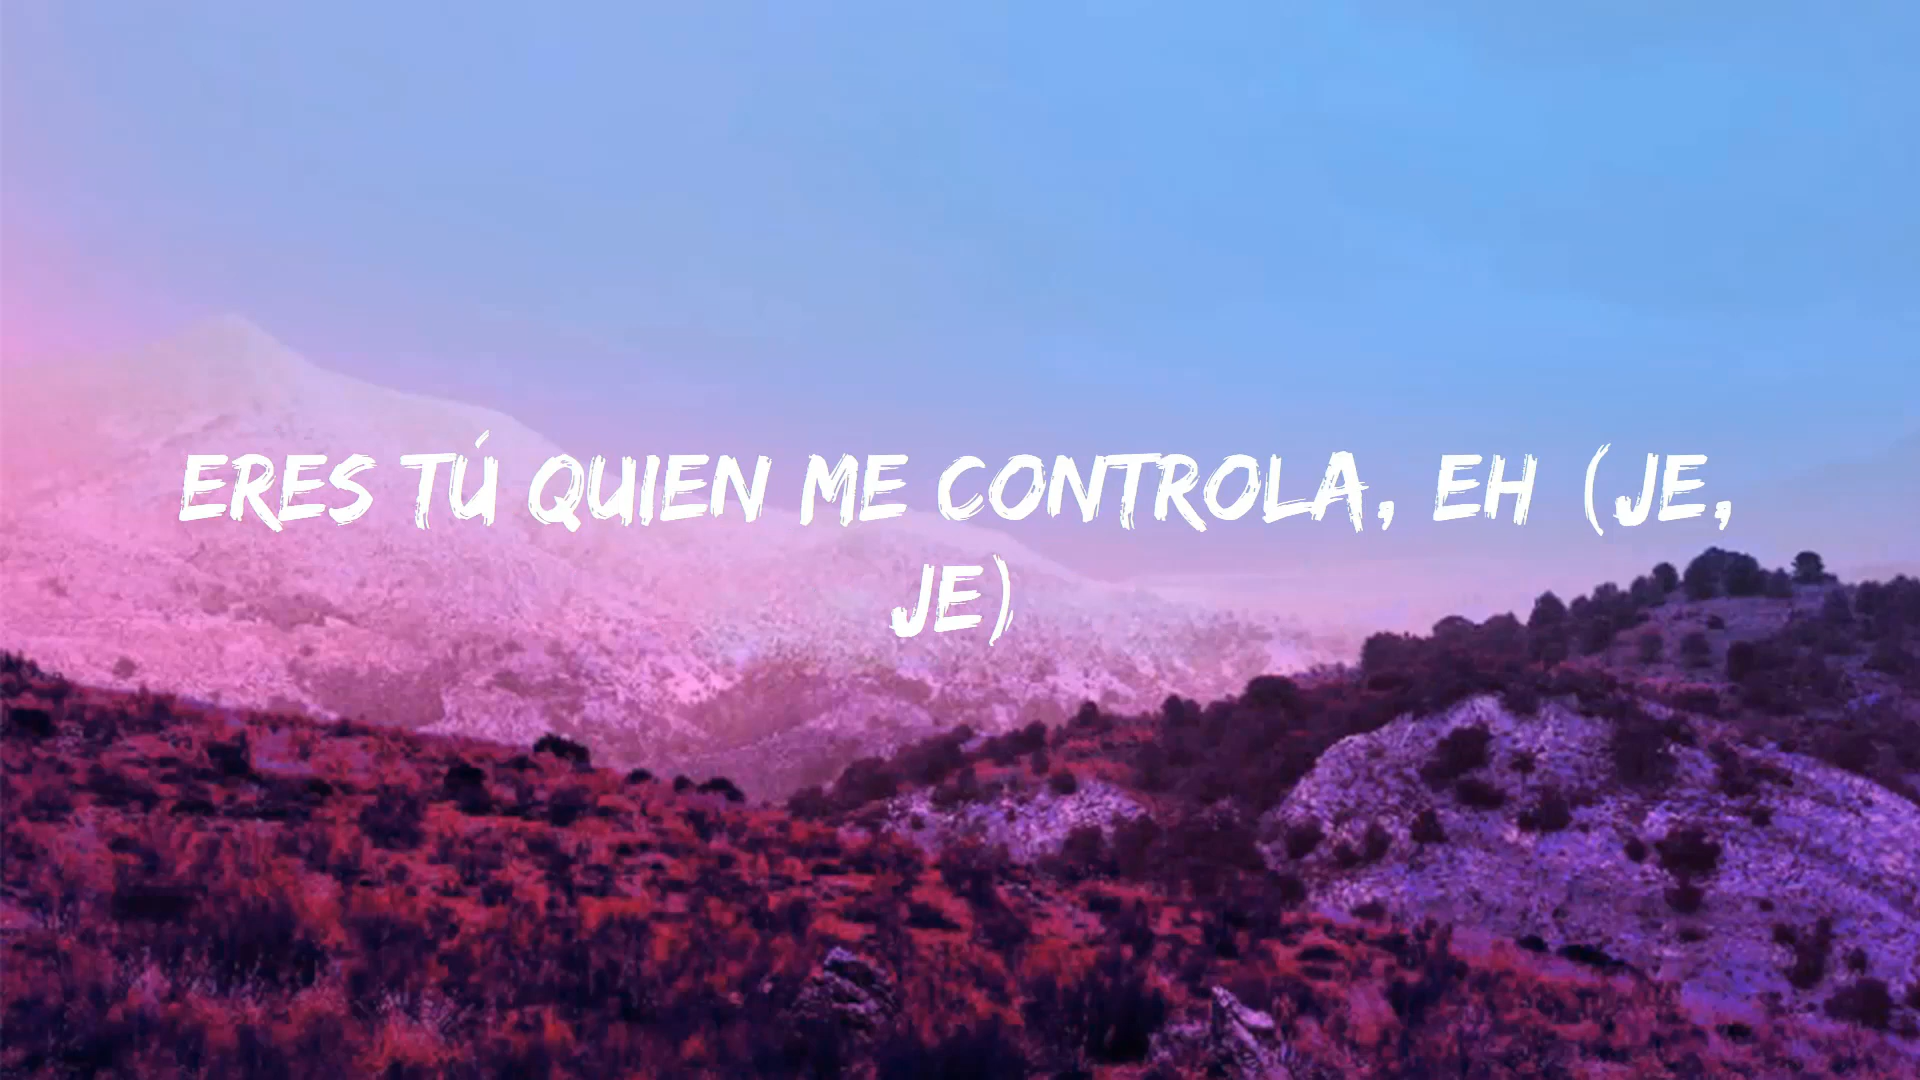 ERES TÚ QUIEN ME CONTROLA, EH (JE,
JE)